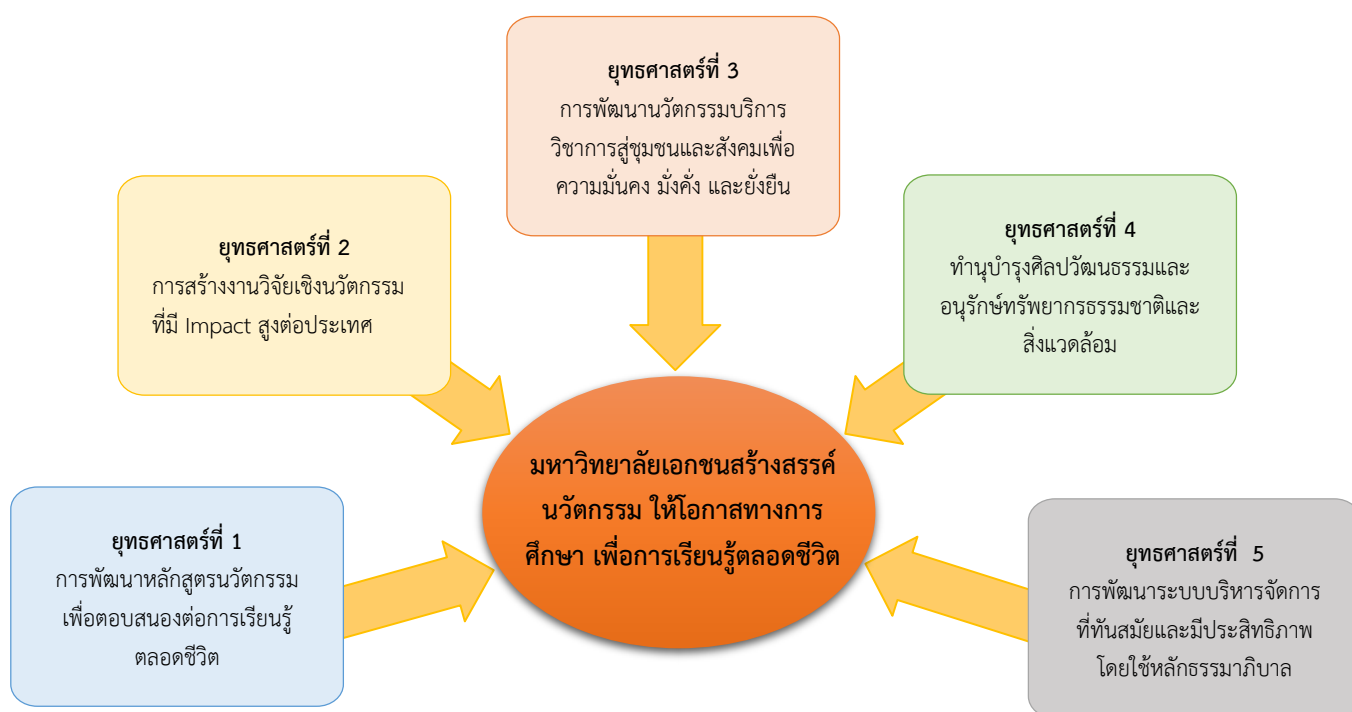 ยุทธศาสตร์ที่ 3
การพัฒนานวัตกรรมบริการ
วิชาการสู่ชุมชนและสังคมเพื่อ
ความมั่นคง มั่งคั่ง และยั่งยืน
ยุทธศาสตร์ที่ 2
การสร้างงานวิจัยเชิงนวัตกรรม
ที่มี Impact สูงต่อประเทศ
ยุทธศาสตร์ที่ 4
ทำนุบำรุงศิลปวัฒนธรรมและ
อนุรักษ์ทรัพยากรธรรมชาติและ
สิ่งแวดล้อม
มหาวิทยาลัยเอกชนสร้างสรรค์
นวัตกรรม ให้โอกาสทางการ
ศึกษา เพื่อการเรียนรู้ตลอดชีวิต
ยุทธศาสตร์ที่ 1
การพัฒนาหลักสูตรนวัตกรรม
เพื่อตอบสนองต่อการเรียนรู้
ตลอดชีวิต
ยุทธศาสตร์ที่ 5
การพัฒนาระบบบริหารจัดการ
ที่ทันสมัยและมีประสิทธิภาพ
โดยใช้หลักธรรมาภิบาล